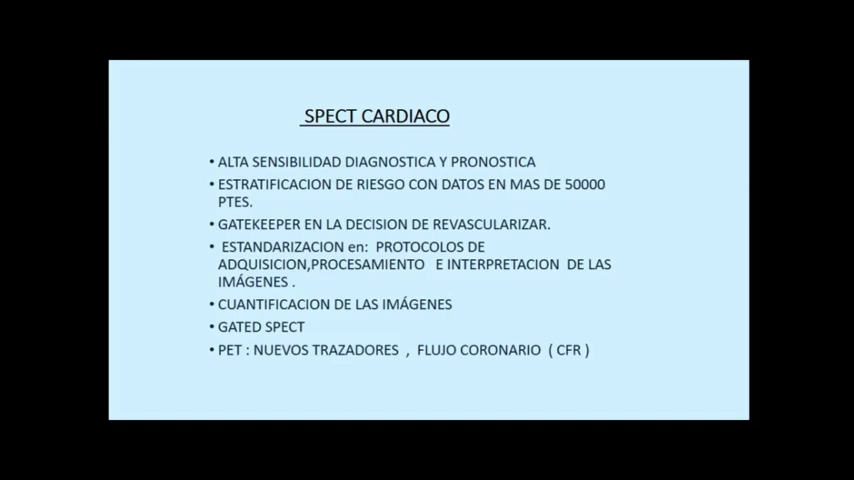 SPECT CARDIACO
• ALTA SENSIBILIDAD DIAGNOSTICA Y PRONOSTICA
• ESTRATIFICACION DE RIESGO CON DATOS EN MAS DE 50000
PTES.
• GATEKEEPER EN LA DECISION DE REVASCULARIZAR.
• ESTANDARIZACION en: PROTOCOLOS DE
ADQUISICION,PROCESAMIENTO E INTERPRETACION DE LAS
IMÁGENES .
• CUANTIFICACION DE LAS IMÁGENES
• GATED SPECT
• PET : NUEVOS TRAZADORES , FLUJO CORONARIO ( CFR )